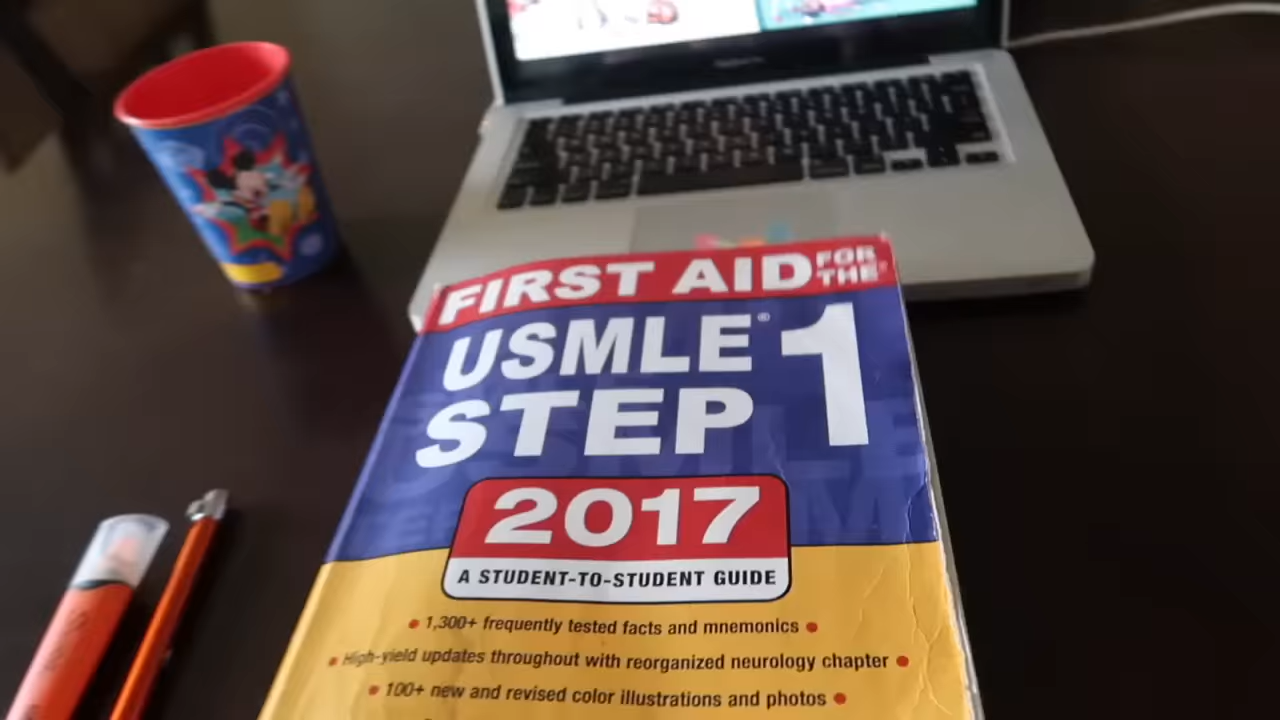 FIRST AID FOR THE®
USMLE®
STEP 1
2017
A STUDENT-TO-STUDENT GUIDE
• 1,300+ frequently tested facts and mnemonics •
• High-yield updates throughout with reorganized neurology chapter •
• 100+ new and revised color illustrations and photos •